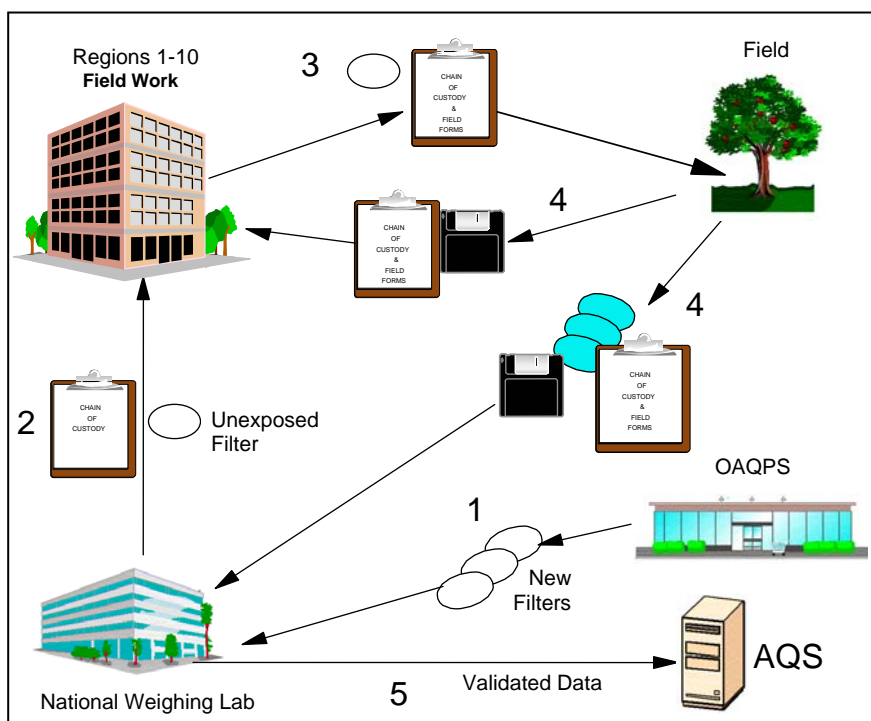 Regions 1-10
Field Work
3
CHAIN
OF
CUSTODY
&
FIELD
FORMS
Field
4
CHAIN
OF
CUSTODY
&
FIELD
FORMS
4
CHAIN
OF
CUSTODY
&
FIELD
FORMS
2
CHAIN
OF
CUSTODY
Unexposed
Filter
OAQPS
1
New
Filters
AQS
National Weighing Lab
5
Validated Data